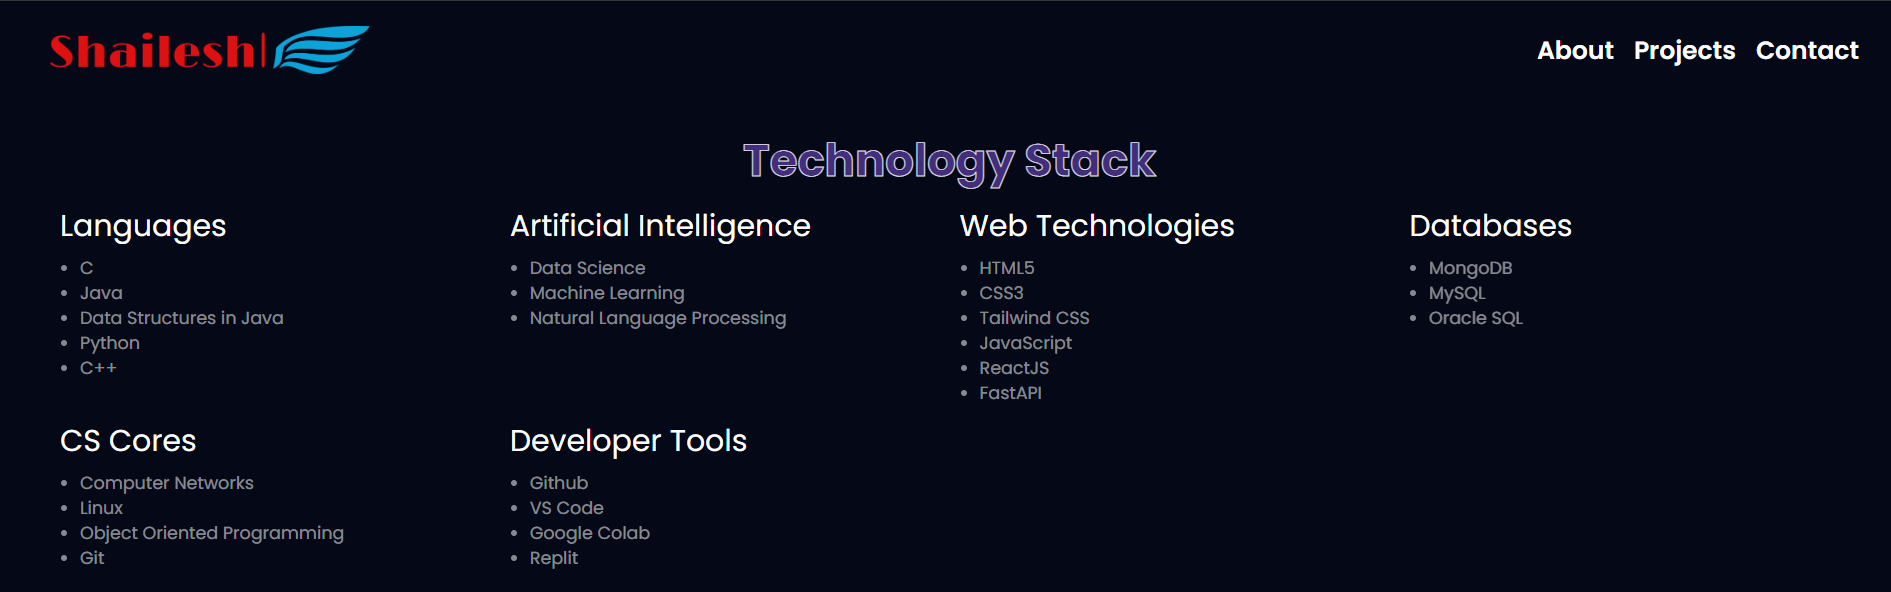 Shailesh
About Projects Contact
Technology Stack
Languages
C
Java
Data Structures in Java
Python
C++
Artificial Intelligence
Data Science
Machine Learning
Natural Language Processing
Web Technologies
HTML5
CSS3
Tailwind CSS
JavaScript
ReactJS
FastAPI
Databases
MongoDB
MySQL
Oracle SQL
CS Cores
Computer Networks
Linux
Object Oriented Programming
Git
Developer Tools
Github
VS Code
Google Colab
Replit